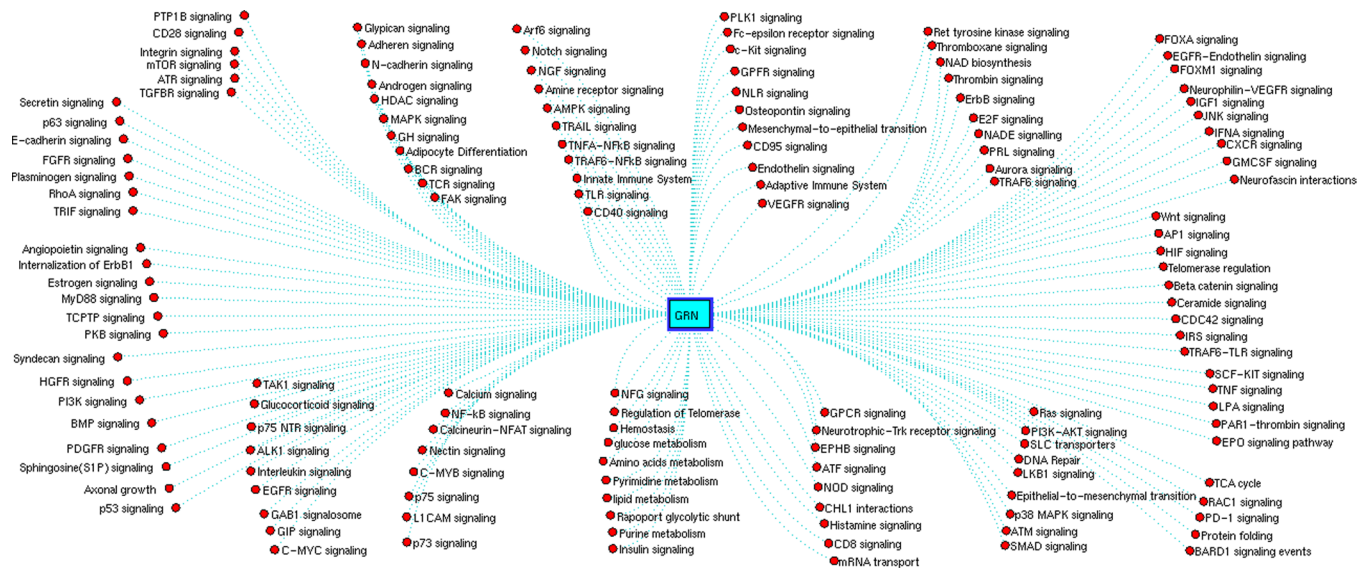 PTP1B signaling
CD28 signaling
Integrin signaling
mTOR signaling
ATR signaling
TGFBR signaling
Secretin signaling
p63 signaling
E-cadherin signaling
FGFR signaling
Plasminogen signaling
RhoA signaling
TRIF signaling
Angiopoietin signaling
Internalization of ErbB1
Estrogen signaling
MyD88 signaling
TCPTP signaling
PKB signaling
Syndecan signaling
HGFR signaling
PI3K signaling
BMP signaling
PDGFR signaling
Sphingosine(S1P) signaling
Axonal growth
p53 signaling
Glypican signaling
Adheren signaling
N-cadherin signaling
Androgen signaling
HDAC signaling
MAPK signaling
GH signaling
Adipocyte Differentiation
BCR signaling
TCR signaling
FAK signaling
Arf6 signaling
Notch signaling
NGF signaling
Amine receptor signaling
AMPK signaling
TRAIL signaling
TNFA-NFkB signaling
TRAF6-NFkB signaling
Innate Immune System
TLR signaling
CD40 signaling
PLK1 signaling
Fc-epsilon receptor signaling
c-Kit signaling
GPFR signaling
NLR signaling
Osteopontin signaling
Mesenchymal-to-epithelial transition
CD95 signaling
Endothelin signaling
Adaptive Immune System
VEGFR signaling
Ret tyrosine kinase signaling
Thromboxane signaling
NAD biosynthesis
Thrombin signaling
ErbB signaling
E2F signaling
NADE signaling
PRL signaling
Aurora signaling
TRAF6 signaling
FOXA signaling
EGFR-Endothelin signaling
FOXM1 signaling
Neurophilin-VEGFR signaling
IGF1 signaling
JNK signaling
IFNA signaling
CXCR signaling
GMCSF signaling
Neurofascin interactions
Wnt signaling
AP1 signaling
HIF signaling
Telomerase regulation
Beta catenin signaling
Ceramide signaling
CDC42 signaling
IRS signaling
TRAF6-TLR signaling
SCF-KIT signaling
TNF signaling
LPA signaling
PAR1-thrombin signaling
EPO signaling pathway
GRN
TAK1 signaling
Glucocorticoid signaling
p75 NTR signaling
ALK1 signaling
Interleukin signaling
EGFR signaling
GAB1 signalosome
GIP signaling
C-MYC signaling
Calcium signaling
NF-kB signaling
Calcineurin-NFAT signaling
Nectin signaling
C-MYB signaling
p75 signaling
L1CAM signaling
p73 signaling
NFG signaling
Regulation of Telomerase
Hemostasis
glucose metabolism
Amino acids metabolism
Pyrimidine metabolism
lipid metabolism
Rapoport glycolytic shunt
Purine metabolism
Insulin signaling
GPCR signaling
Neurotrophic-Trk receptor signaling
EPHB signaling
ATF signaling
NOD signaling
CHL1 interactions
Histamine signaling
CD8 signaling
mRNA transport
Ras signaling
PI3K-AKT signaling
SLC transporters
DNA Repair
LKB1 signaling
Epithelial-to-mesenchymal transition
p38 MAPK signaling
ATM signaling
SMAD signaling
TCA cycle
RAC1 signaling
PD-1 signaling
Protein folding
BARD1 signaling events